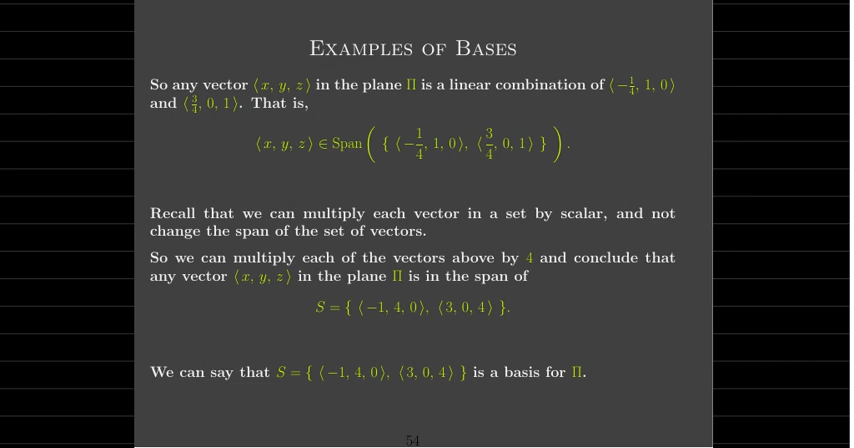 Examples of Bases
So any vector ⟨ x, y, z ⟩ in the plane Π is a linear combination of ⟨ −1/4, 1, 0 ⟩
and ⟨ 3/4, 0, 1 ⟩. That is,
⟨ x, y, z ⟩ ∈ Span ( { ⟨ −1/4, 1, 0 ⟩, ⟨ 3/4, 0, 1 ⟩ } ).
Recall that we can multiply each vector in a set by scalar, and not
change the span of the set of vectors.
So we can multiply each of the vectors above by 4 and conclude that
any vector ⟨ x, y, z ⟩ in the plane Π is in the span of
S = { ⟨ −1, 4, 0 ⟩, ⟨ 3, 0, 4 ⟩ }.
We can say that S = { ⟨ −1, 4, 0 ⟩, ⟨ 3, 0, 4 ⟩ } is a basis for Π.
54